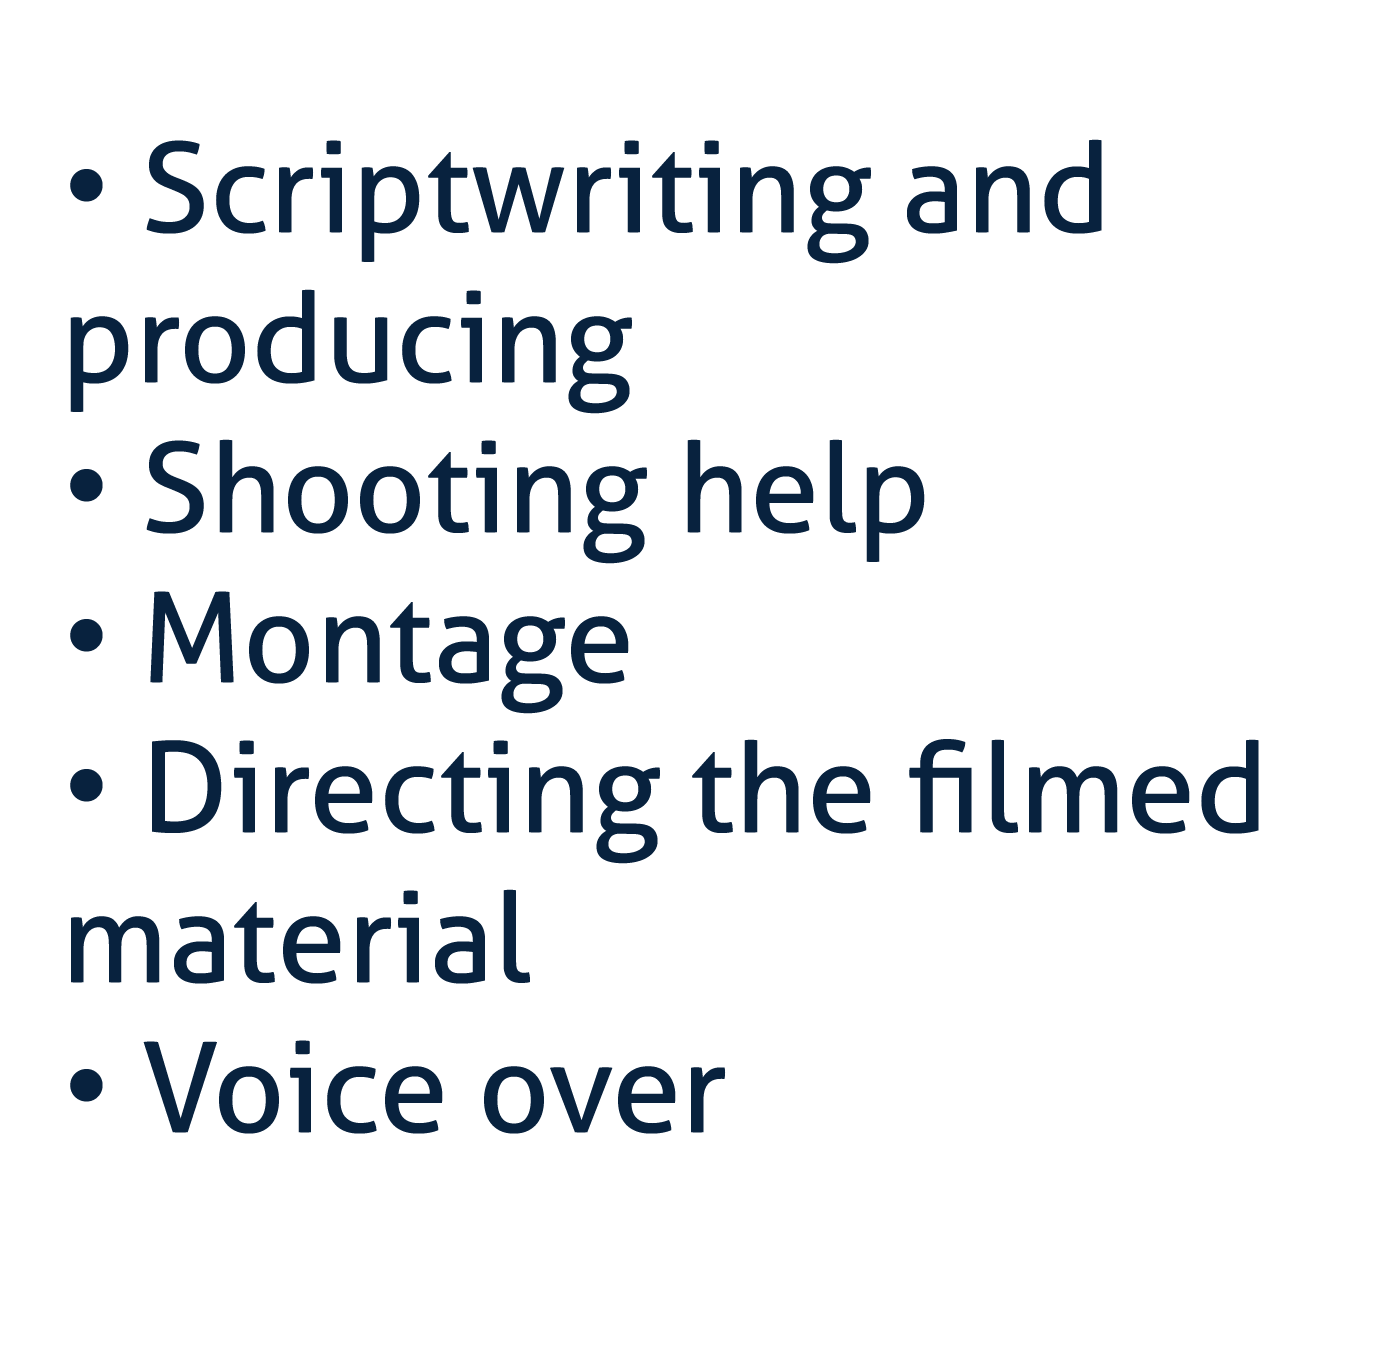 • Scriptwriting and
producing
• Shooting help
• Montage
• Directing the filmed
material
• Voice over